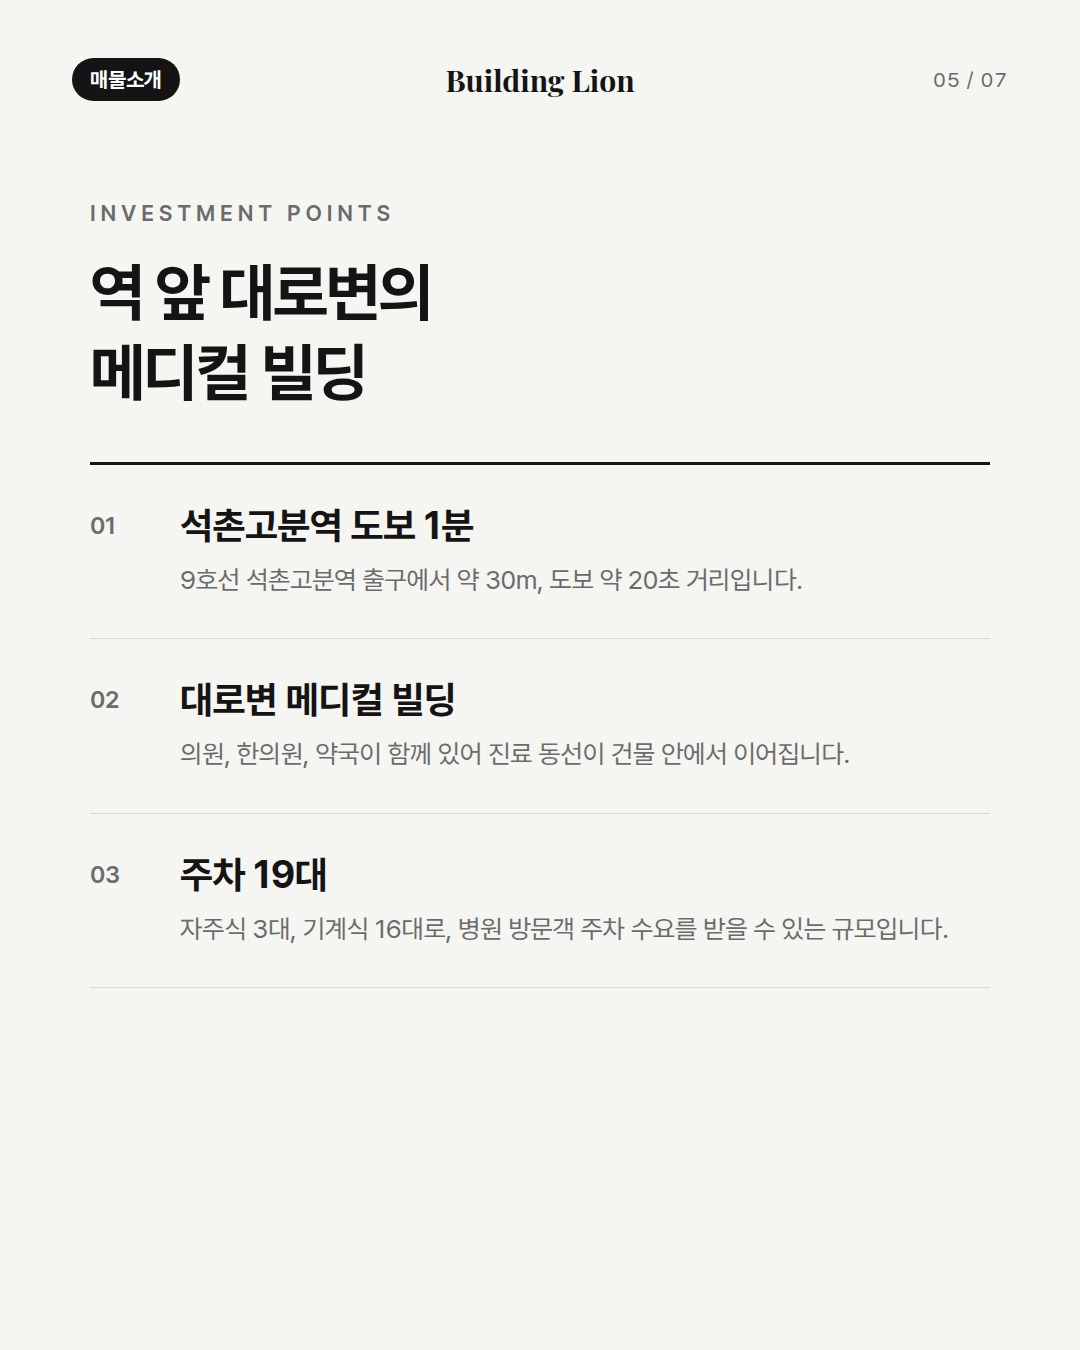 매물소개
Building Lion
05 / 07
INVESTMENT POINTS
역 앞 대로변의
메디컬 빌딩
01
석촌고분역 도보 1분
9호선 석촌고분역 출구에서 약 30m, 도보 약 20초 거리입니다.
02
대로변 메디컬 빌딩
의원, 한의원, 약국이 함께 있어 진료 동선이 건물 안에서 이어집니다.
03
주차 19대
자주식 3대, 기계식 16대로, 병원 방문객 주차 수요를 받을 수 있는 규모입니다.